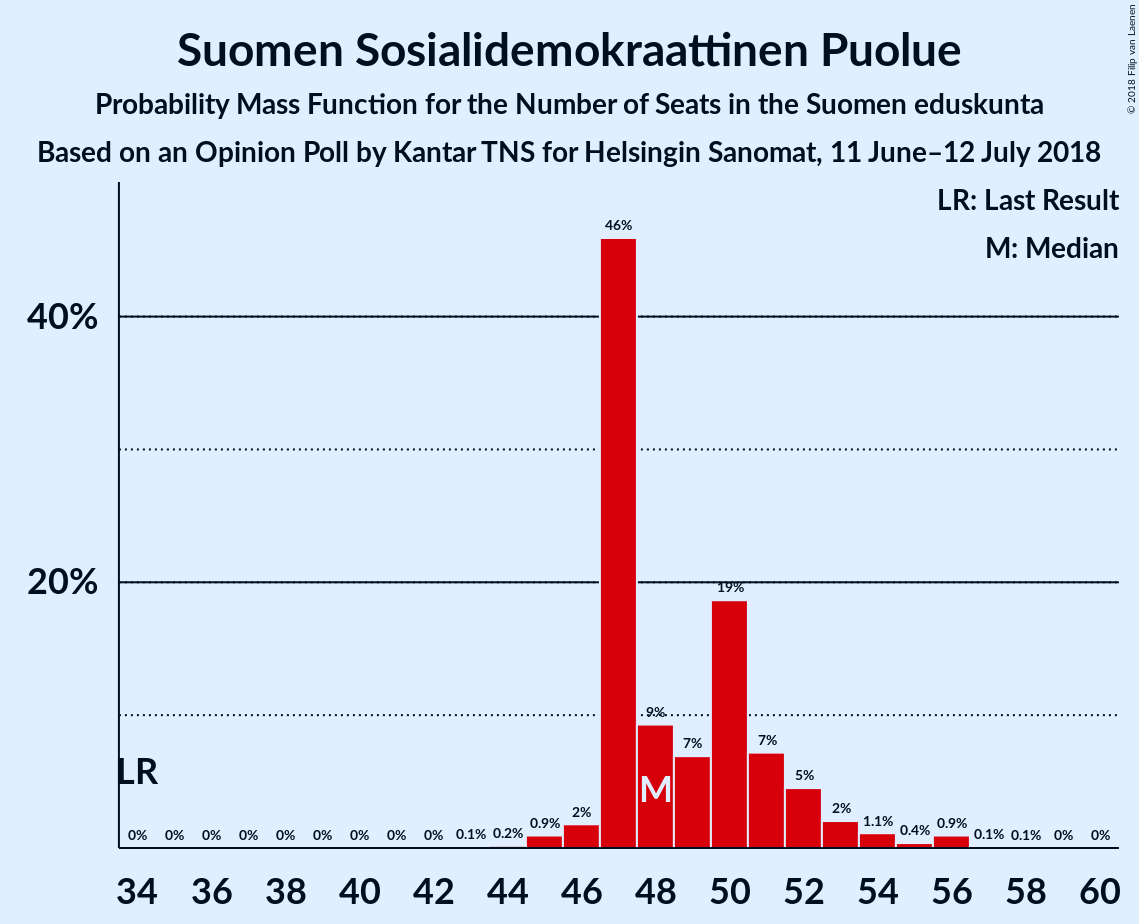 Suomen Sosialidemokraattinen Puolue
Probability Mass Function for the Number of Seats in the Suomen eduskunta
Based on an Opinion Poll by Kantar TNS for Helsingin Sanomat, 11 June–12 July 2018
© 2018 Filip van Laenen
LR: Last Result
M: Median
46%
40%
20%
19%
9%
7%
7%
LR
M
5%
0% 0% 0% 0% 0% 0% 0% 0% 0% 0.1% 0.2% 0.9% 2% 2% 1.1% 0.4% 0.9% 0.1% 0.1% 0% 0%
34 36 38 40 42 44 46 48 50 52 54 56 58 60